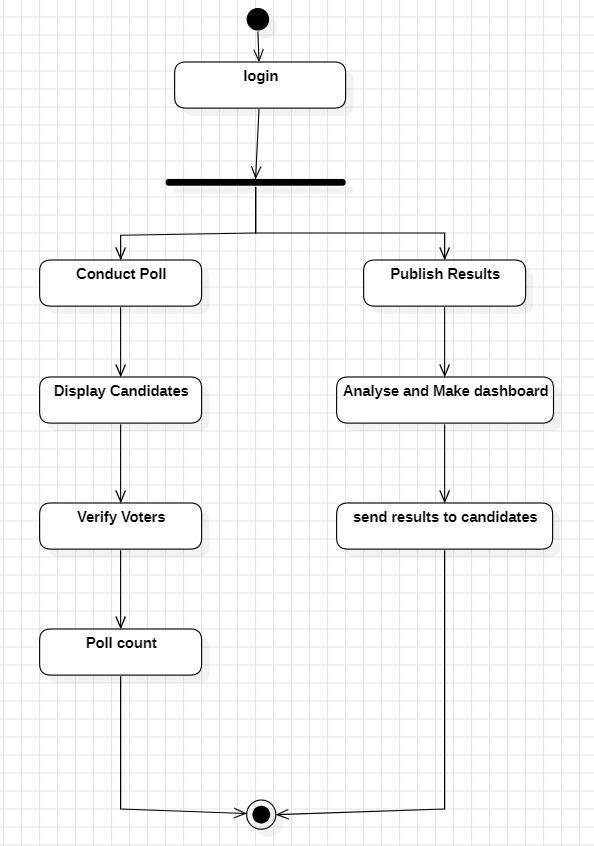 login
Conduct Poll
Publish Results
Display Candidates
Analyse and Make dashboard
Verify Voters
send results to candidates
Poll count